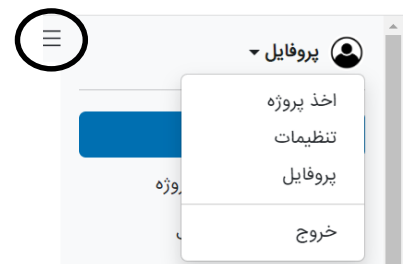 پروفایل
اخذ پروژه
تنظیمات
پروفایل
خروج